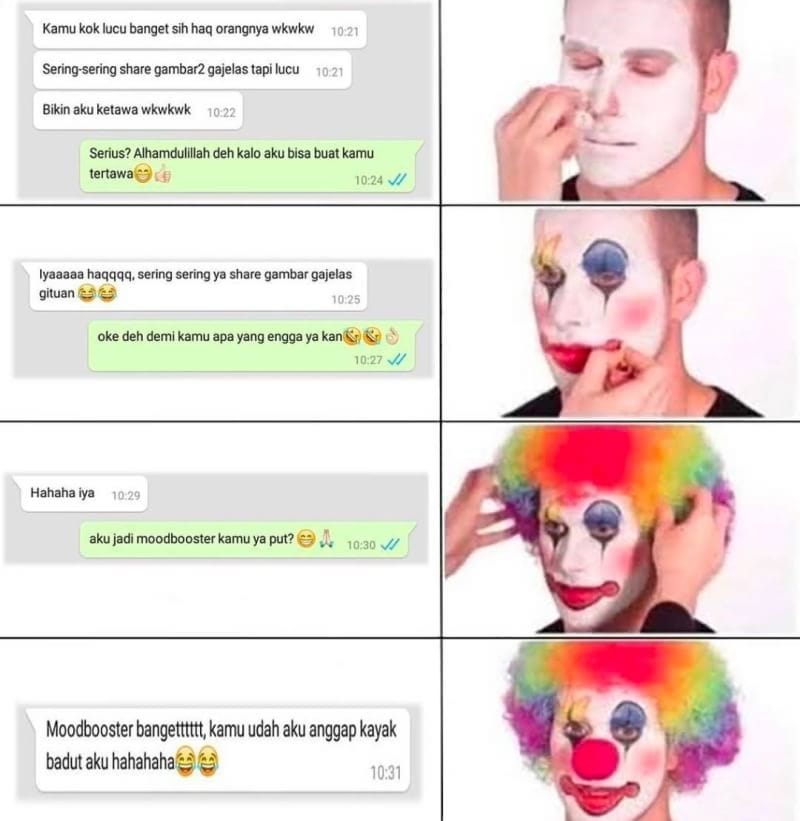 Kamu kok lucu banget sih haq orangnya wkwkw 10:21
Sering-sering share gambar2 gajelas tapi lucu 10:21
Bikin aku ketawa wkwkwk 10:22
Serius? Alhamdulillah deh kalo aku bisa buat kamu
tertawa😁👍🏻 10:24
Iyaaaaa haqqqq, sering sering ya share gambar gajelas
gituan 😂😂 10:25
oke deh demi kamu apa yang engga ya kan🤣🤣👌🏻
10:27
Hahaha iya 10:29
aku jadi moodbooster kamu ya put?😁🙏🏻 10:30
Moodbooster bangetttttt, kamu udah aku anggap kayak
badut aku hahahaha😂😂 10:31